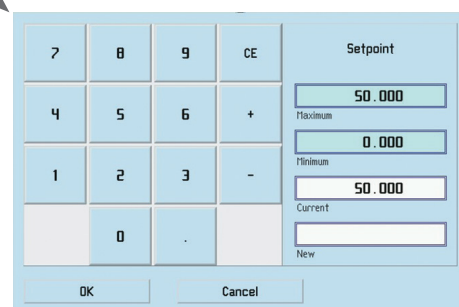 7 8 9 CE
4 5 6 +
1 2 3 -
0 .
Setpoint
50.000
Maximum
0.000
Minimum
50.000
Current
New
OK Cancel